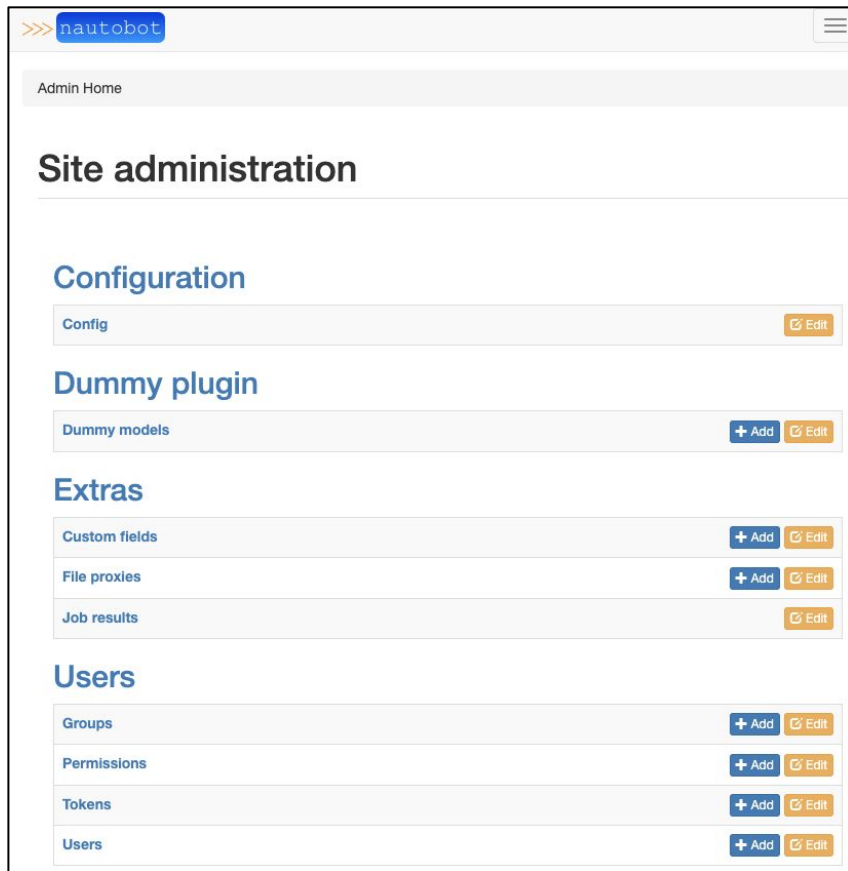 >>> nautobot
Admin Home
Site administration
Configuration
Config Edit
Dummy plugin
Dummy models + Add Edit
Extras
Custom fields + Add Edit
File proxies + Add Edit
Job results Edit
Users
Groups + Add Edit
Permissions + Add Edit
Tokens + Add Edit
Users + Add Edit